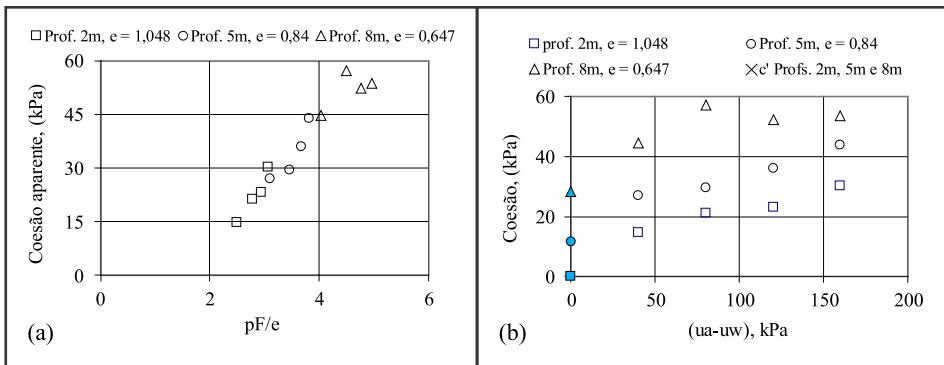 Prof. 2m, e = 1,048 Prof. 5m, e = 0,84 Prof. 8m, e = 0,647
60
45
30
15
0
Coesão aparente, (kPa)
0 2 4 6
pF/e
(a)
prof. 2m, e = 1,048 Prof. 5m, e = 0,84
Prof. 8m, e = 0,647 c' Profs. 2m, 5m e 8m
60
40
20
0
Coesão, (kPa)
0 50 100 150 200
(ua-uw), kPa
(b)